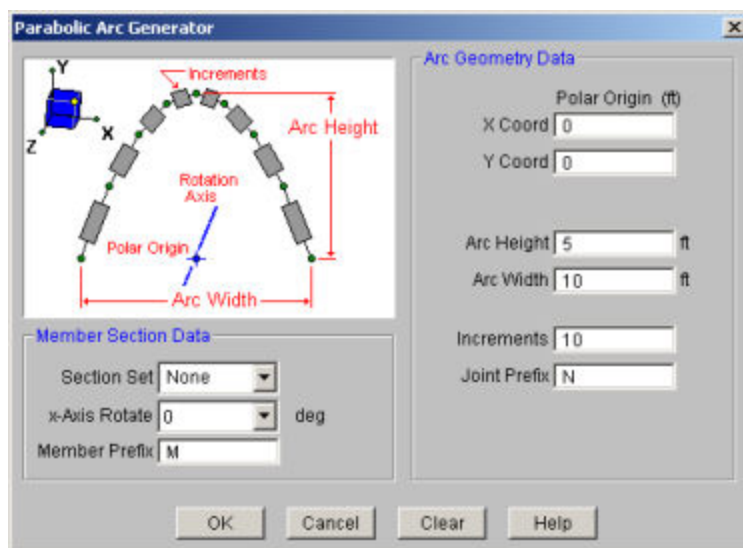 Parabolic Arc Generator
Y
X
Z
Increments
Arc Height
Rotation
Axis
Polar Origin
Arc Width
Member Section Data
Section Set None
x-Axis Rotate 0 deg
Member Prefix M
Arc Geometry Data
Polar Origin (ft)
X Coord 0
Y Coord 0
Arc Height 5 ft
Arc Width 10 ft
Increments 10
Joint Prefix N
OK Cancel Clear Help